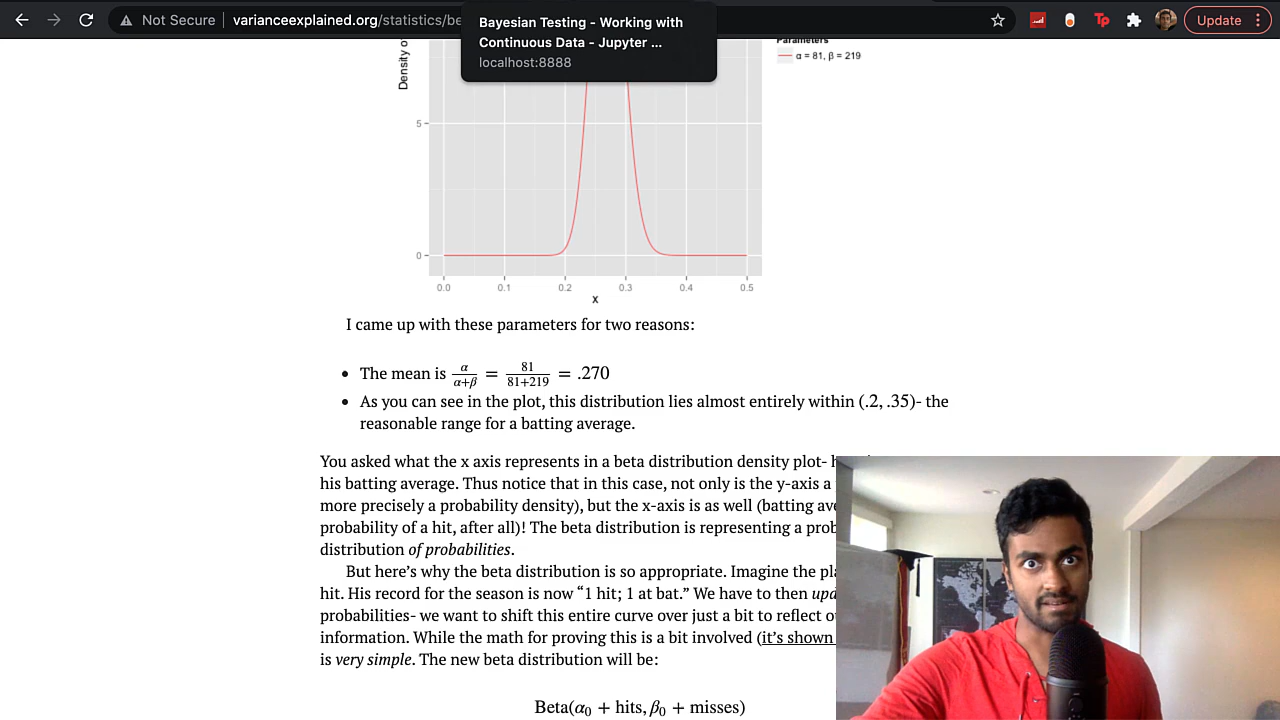 Not Secure
varianceexplained.org/statistics/be
Update
Bayesian Testing - Working with
Continuous Data - Jupyter ...
localhost:8888
Density o
Parameters
α = 81, β = 219
5
0
0.0 0.1 0.2 0.3 0.4 0.5
x
I came up with these parameters for two reasons:
• The mean is α/α+β = 81/81+219 = .270
• As you can see in the plot, this distribution lies almost entirely within (.2, .35)- the
reasonable range for a batting average.
You asked what the x axis represents in a beta distribution density plot-
his batting average. Thus notice that in this case, not only is the y-axis a
more precisely a probability density), but the x-axis is as well (batting ave
probability of a hit, after all)! The beta distribution is representing a prob
distribution of probabilities.
But here's why the beta distribution is so appropriate. Imagine the pla
hit. His record for the season is now “1 hit; 1 at bat.” We have to then upd
probabilities- we want to shift this entire curve over just a bit to reflect o
information. While the math for proving this is a bit involved (it's shown
is very simple. The new beta distribution will be:
Beta(α₀ + hits, β₀ + misses)